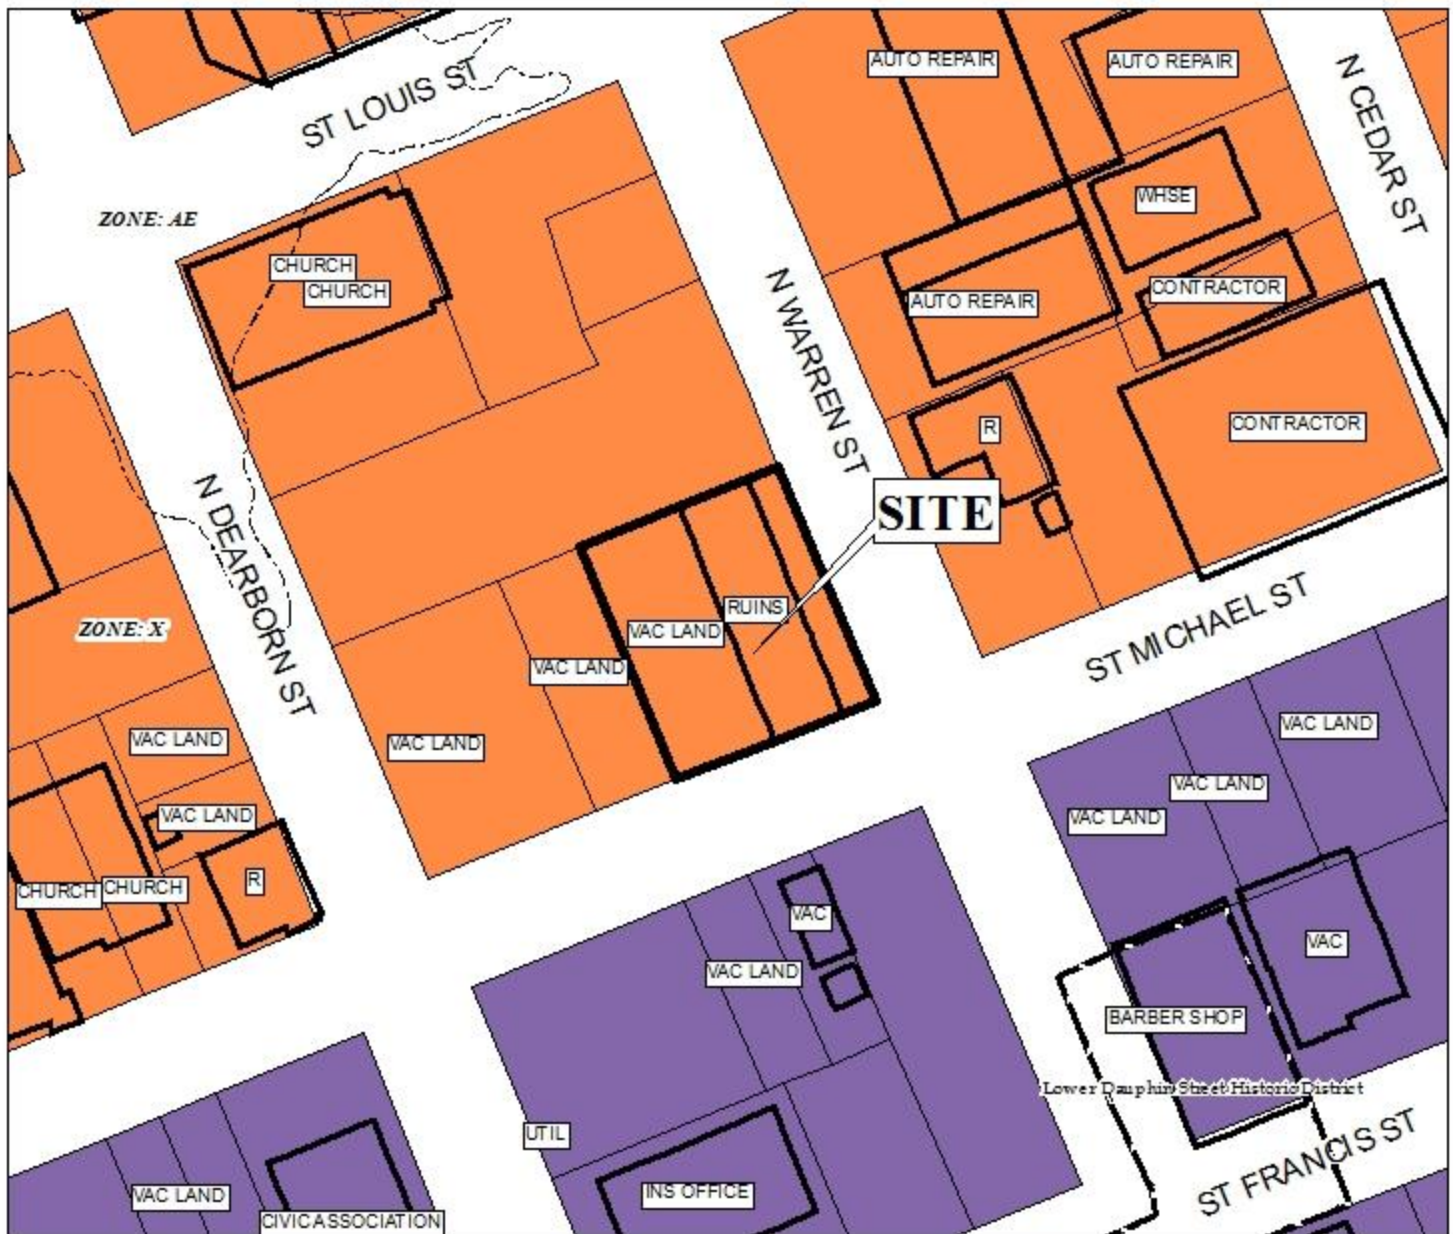 AUTO REPAIR
AUTO REPAIR
ST LOUIS ST
N CEDAR ST
WHSE
ZONE: AE
CHURCH
CHURCH
CONTRACTOR
AUTO REPAIR
N WARREN ST
R
CONTRACTOR
SITE
N DEARBORN ST
RUINS
ZONE: X
VAC LAND
ST MICHAEL ST
VAC LAND
VAC LAND
VAC LAND
VAC LAND
VAC LAND
VAC LAND
VAC LAND
R
CHURCH
CHURCH
VAC
VAC
VAC LAND
BARBER SHOP
Lower Dauphin Street Historic District
UTIL
ST FRANCIS ST
VAC LAND
INS OFFICE
CIVIC ASSOCIATION